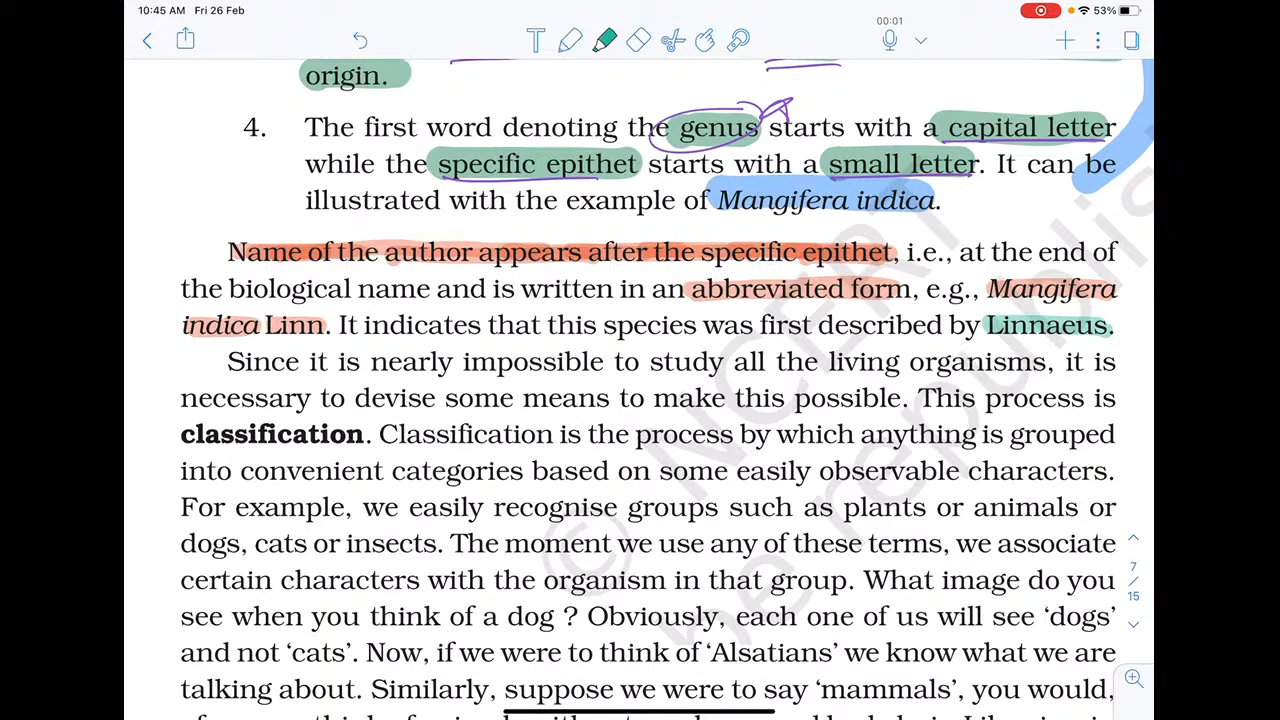 10:45 AM Fri 26 Feb
53%
00:01
origin.
4. The first word denoting the genus starts with a capital letter
while the specific epithet starts with a small letter. It can be
illustrated with the example of Mangifera indica.
Name of the author appears after the specific epithet, i.e., at the end of
the biological name and is written in an abbreviated form, e.g., Mangifera
indica Linn. It indicates that this species was first described by Linnaeus.
Since it is nearly impossible to study all the living organisms, it is
necessary to devise some means to make this possible. This process is
classification. Classification is the process by which anything is grouped
into convenient categories based on some easily observable characters.
For example, we easily recognise groups such as plants or animals or
dogs, cats or insects. The moment we use any of these terms, we associate
certain characters with the organism in that group. What image do you
see when you think of a dog ? Obviously, each one of us will see ‘dogs’
and not ‘cats’. Now, if we were to think of ‘Alsatians’ we know what we are
talking about. Similarly, suppose we were to say ‘mammals’, you would,
7
/
15
© NCERT
be republis